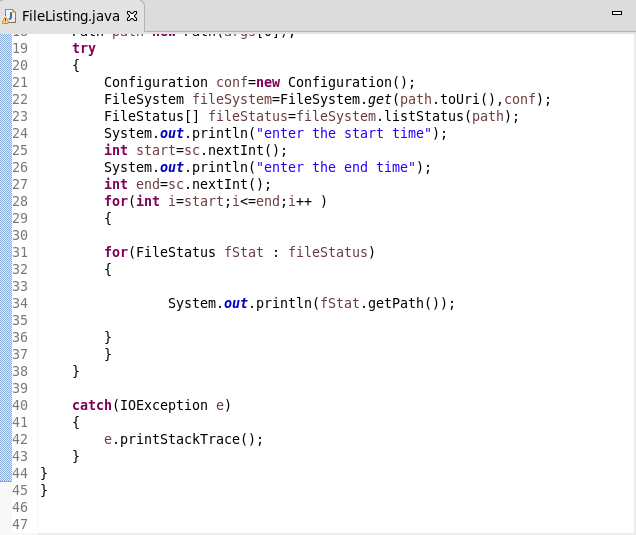 FileListing.java
19 try
20 {
21 Configuration conf=new Configuration();
22 FileSystem fileSystem=FileSystem.get(path.toUri(),conf);
23 FileStatus[] fileStatus=fileSystem.listStatus(path);
24 System.out.println("enter the start time");
25 int start=sc.nextInt();
26 System.out.println("enter the end time");
27 int end=sc.nextInt();
28 for(int i=start;i<=end;i++ )
29 {
30
31 for(FileStatus fStat : fileStatus)
32 {
33
34 System.out.println(fStat.getPath());
35
36 }
37 }
38 }
39
40 catch(IOException e)
41 {
42 e.printStackTrace();
43 }
44 }
45 }
46
47